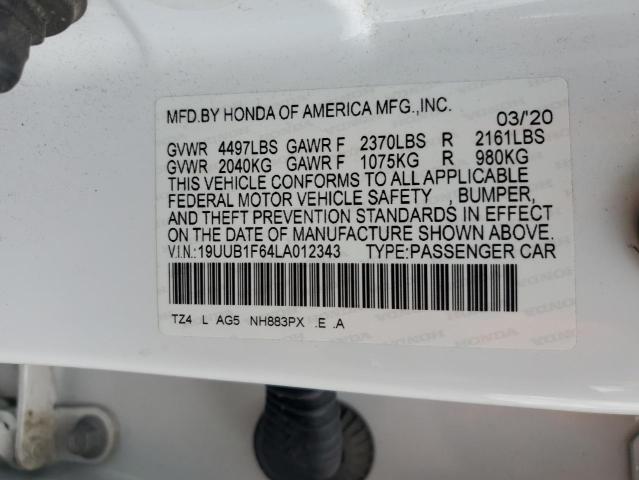 MFD.BY HONDA OF AMERICA MFG.,INC. 03/'20
GVWR 4497LBS GAWR F 2370LBS R 2161LBS
GVWR 2040KG GAWR F 1075KG R 980KG
THIS VEHICLE CONFORMS TO ALL APPLICABLE
FEDERAL MOTOR VEHICLE SAFETY , BUMPER,
AND THEFT PREVENTION STANDARDS IN EFFECT
ON THE DATE OF MANUFACTURE SHOWN ABOVE.
V.I.N.:19UUB1F64LA012343 TYPE:PASSENGER CAR
TZ4 L AG5 NH883PX .E .A